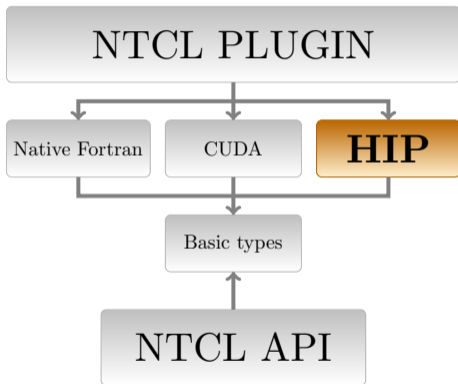 NTCL PLUGIN
Native Fortran
CUDA
HIP
Basic types
NTCL API